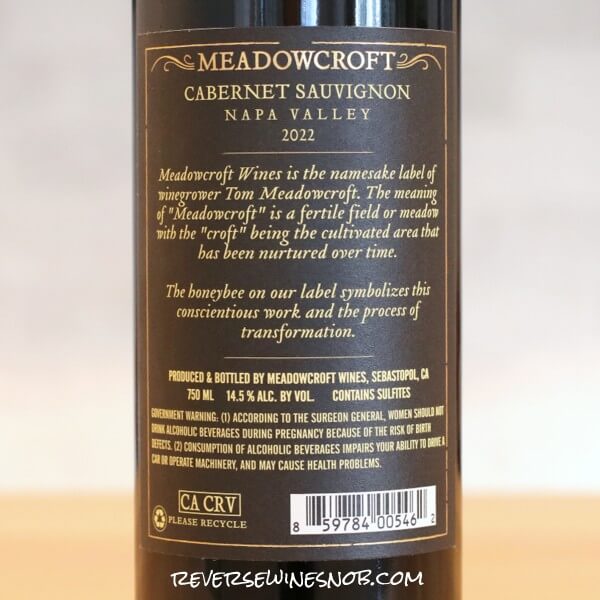 MEADOWCROFT
CABERNET SAUVIGNON
NAPA VALLEY
2022
Meadowcroft Wines is the namesake label of
winegrower Tom Meadowcroft. The meaning
of "Meadowcroft" is a fertile field or meadow
with the "croft" being the cultivated area that
has been nurtured over time.
The honeybee on our label symbolizes this
conscientious work and the process of
transformation.
PRODUCED & BOTTLED BY MEADOWCROFT WINES, SEBASTOPOL, CA
750 ML 14.5 % ALC. BY VOL. CONTAINS SULFITES
GOVERNMENT WARNING: (1) ACCORDING TO THE SURGEON GENERAL, WOMEN SHOULD NOT
DRINK ALCOHOLIC BEVERAGES DURING PREGNANCY BECAUSE OF THE RISK OF BIRTH
DEFECTS. (2) CONSUMPTION OF ALCOHOLIC BEVERAGES IMPAIRS YOUR ABILITY TO DRIVE A
CAR OR OPERATE MACHINERY, AND MAY CAUSE HEALTH PROBLEMS.
CA CRV
PLEASE RECYCLE
8 59784 00546 2
REVERSEWINESNOB.COM